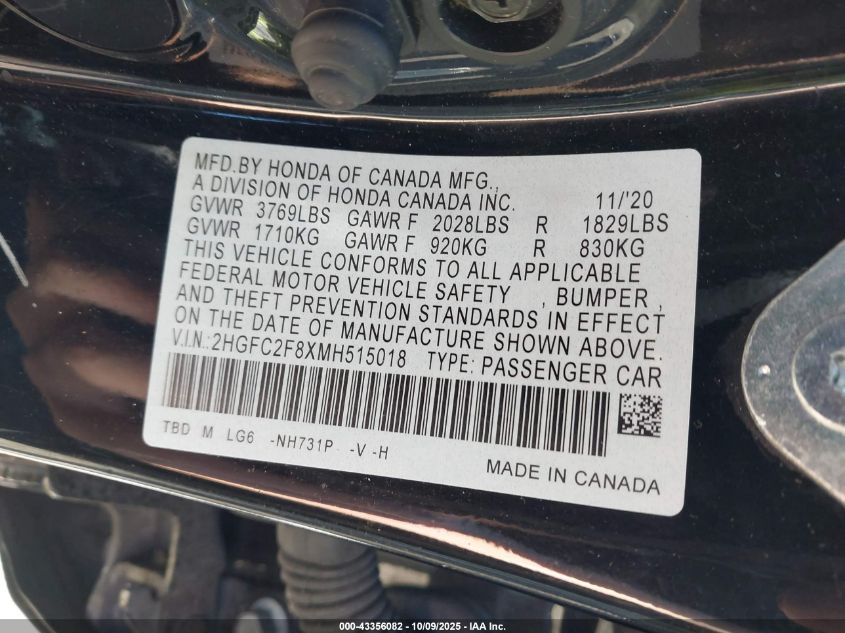 MFD.BY HONDA OF CANADA MFG.,
A DIVISION OF HONDA CANADA INC. 11/'20
GVWR 3769LBS GAWR F 2028LBS R 1829LBS
GVWR 1710KG GAWR F 920KG R 830KG
THIS VEHICLE CONFORMS TO ALL APPLICABLE
FEDERAL MOTOR VEHICLE SAFETY , BUMPER ,
AND THEFT PREVENTION STANDARDS IN EFFECT
ON THE DATE OF MANUFACTURE SHOWN ABOVE.
V.I.N.:2HGFC2F8XMH515018 TYPE: PASSENGER CAR
TBD M LG6 -NH731P -V -H
MADE IN CANADA
000-43356082 - 10/09/2025 - IAA Inc.